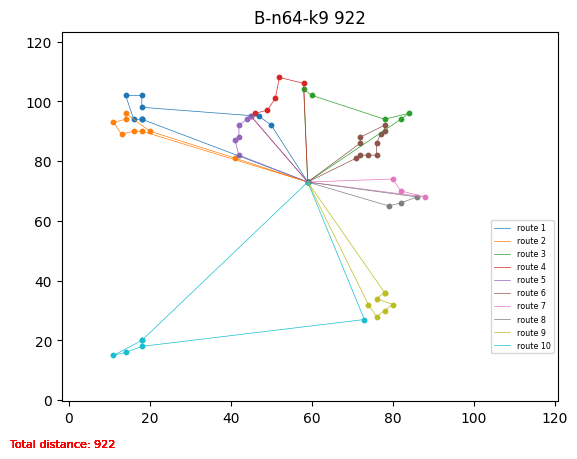 B-n64-k9 922
120
100
80
60
40
20
0
0 20 40 60 80 100 120
route 1
route 2
route 3
route 4
route 5
route 6
route 7
route 8
route 9
route 10
Total distance: 922